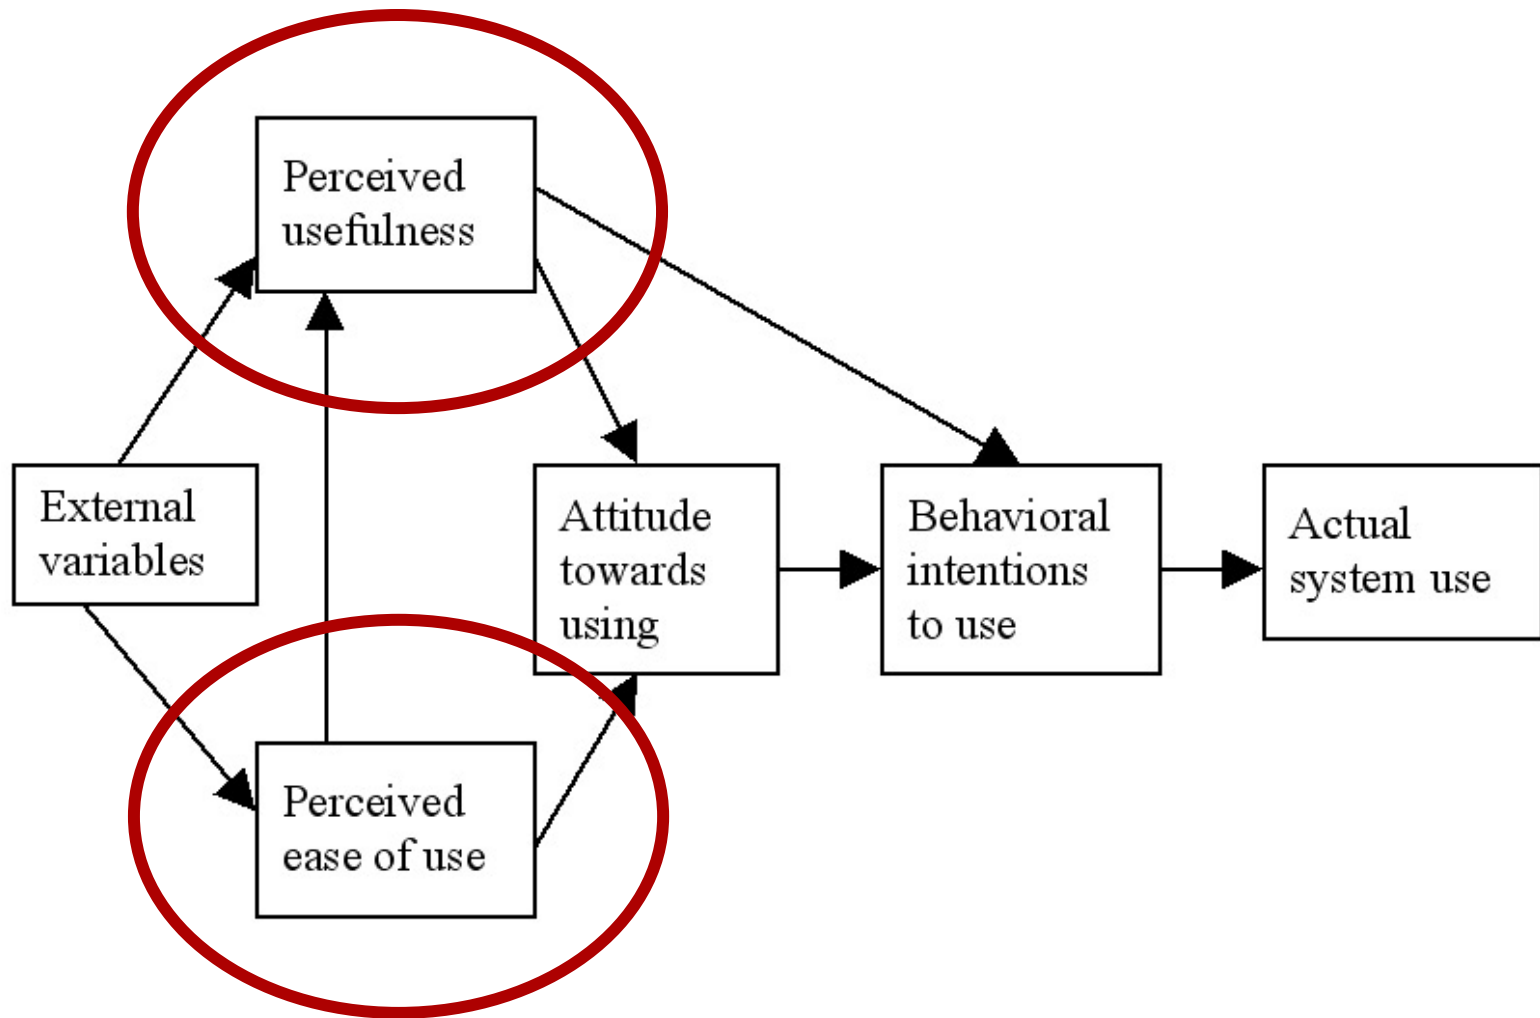 Perceived
usefulness
External
variables
Attitude
towards
using
Behavioral
intentions
to use
Actual
system use
Perceived
ease of use